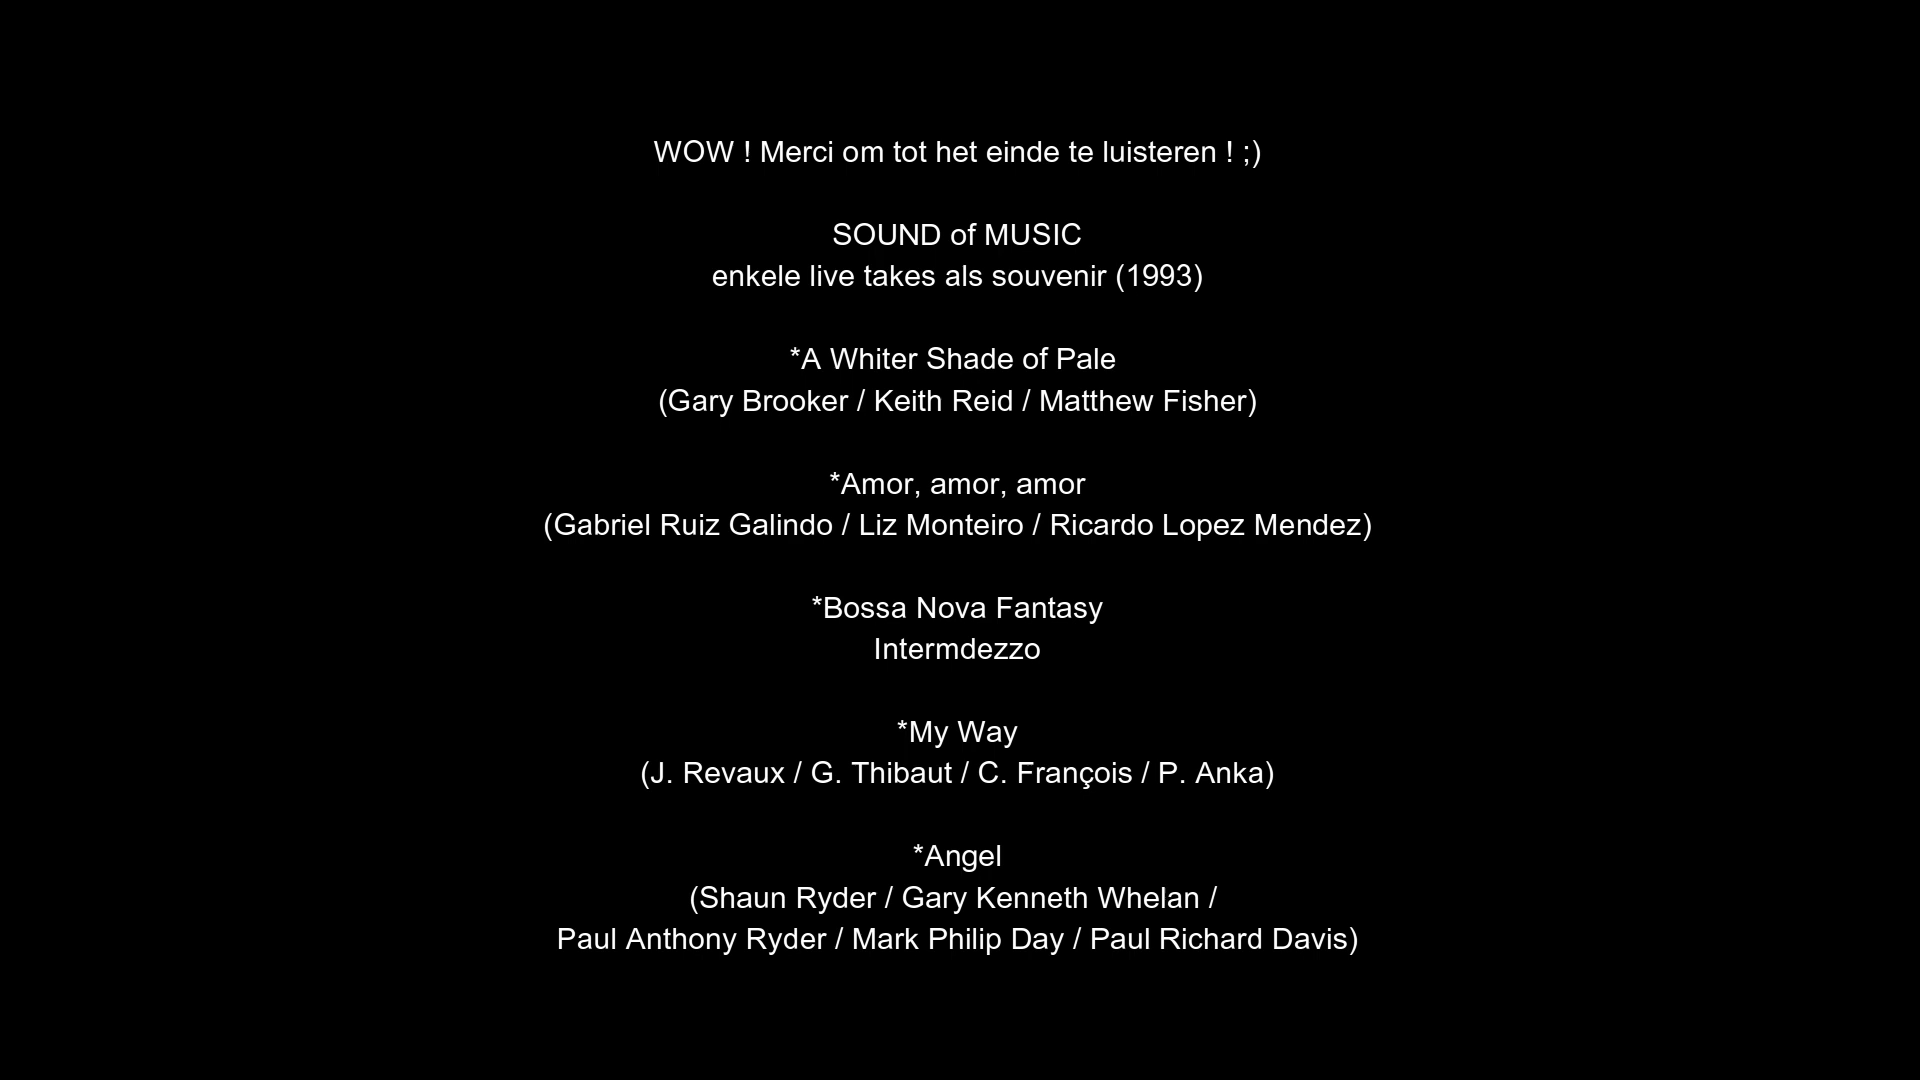 WOW ! Merci om tot het einde te luisteren ! ;)
SOUND of MUSIC
enkele live takes als souvenir (1993)
*A Whiter Shade of Pale
(Gary Brooker / Keith Reid / Matthew Fisher)
*Amor, amor, amor
(Gabriel Ruiz Galindo / Liz Monteiro / Ricardo Lopez Mendez)
*Bossa Nova Fantasy
Intermdezzo
*My Way
(J. Revaux / G. Thibaut / C. François / P. Anka)
*Angel
(Shaun Ryder / Gary Kenneth Whelan /
Paul Anthony Ryder / Mark Philip Day / Paul Richard Davis)